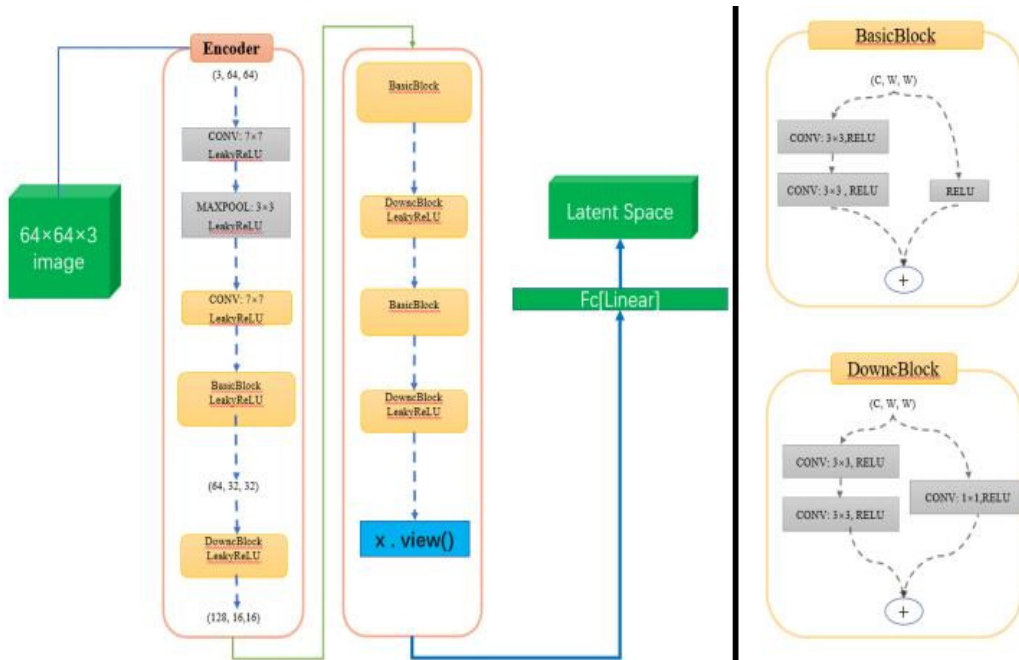 64×64×3
image
Encoder
(3, 64, 64)
CONV: 7×7
LeakyReLU
MAXPOOL: 3×3
LeakyReLU
CONV: 7×7
LeakyReLU
BasicBlock
LeakyReLU
(64, 32, 32)
DowncBlock
LeakyReLU
(128, 16,16)
BasicBlock
DowncBlock
LeakyReLU
BasicBlock
DowncBlock
LeakyReLU
x . view()
Latent Space
Fc[Linear]
BasicBlock
(C, W, W)
CONV: 3×3,RELU
CONV: 3×3 , RELU
RELU
+
DowncBlock
(C, W, W)
CONV: 3×3, RELU
CONV: 3×3, RELU
CONV: 1×1,RELU
+